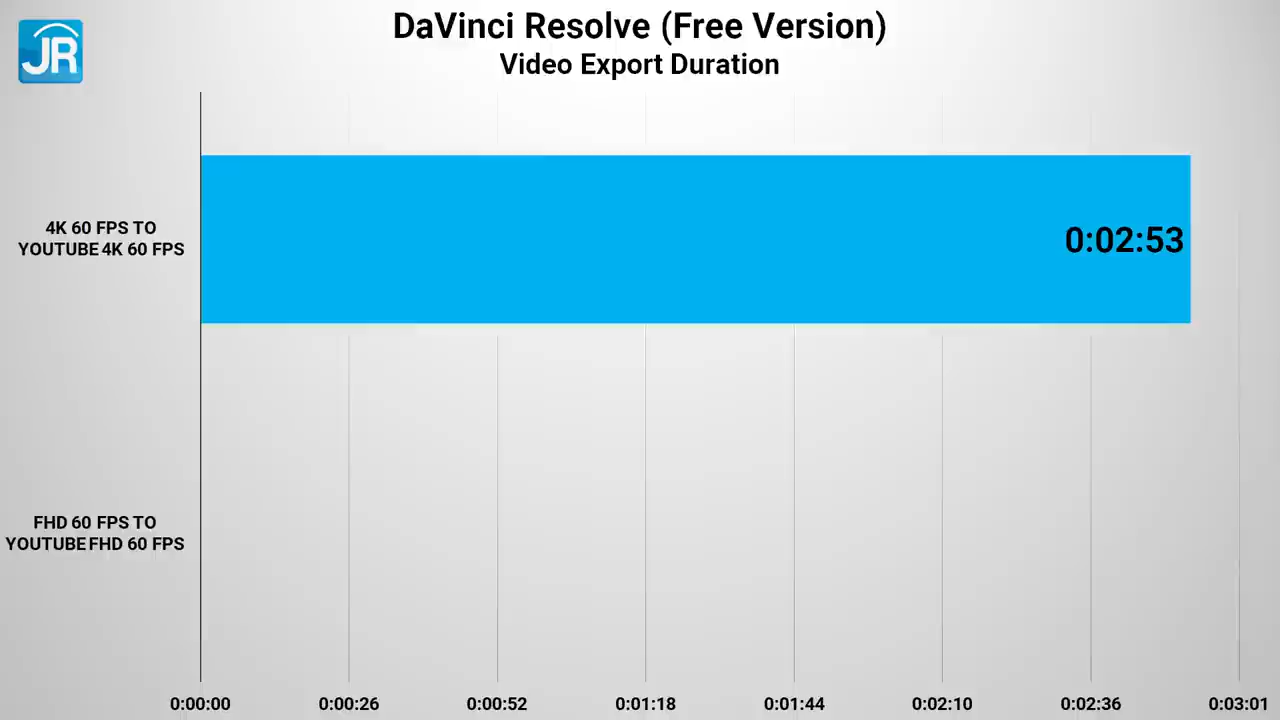 JR
DaVinci Resolve (Free Version)
Video Export Duration
4K 60 FPS TO
YOUTUBE 4K 60 FPS
0:02:53
FHD 60 FPS TO
YOUTUBE FHD 60 FPS
0:00:00 0:00:26 0:00:52 0:01:18 0:01:44 0:02:10 0:02:36 0:03:01